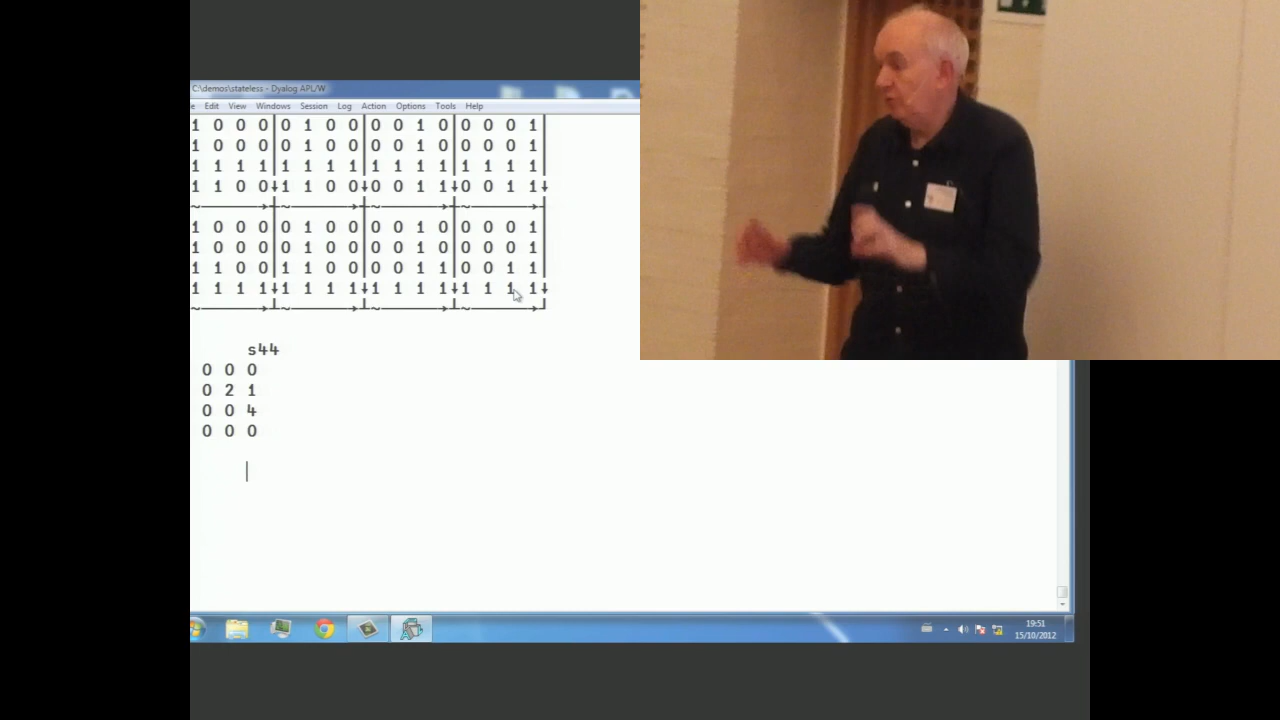 C:\demos\stateless - Dyalog APL/W
e Edit View Windows Session Log Action Options Tools Help
1 0 0 0│0 1 0 0│0 0 1 0│0 0 0 1│
1 0 0 0│0 1 0 0│0 0 1 0│0 0 0 1│
1 1 1 1│1 1 1 1│1 1 1 1│1 1 1 1│
1 1 0 0↓1 1 0 0↓0 0 1 1↓0 0 1 1↓
~──────→┴~──────→┴~──────→┴~──────→┤
1 0 0 0│0 1 0 0│0 0 1 0│0 0 0 1│
1 0 0 0│0 1 0 0│0 0 1 0│0 0 0 1│
1 1 0 0│1 1 0 0│0 0 1 1│0 0 1 1│
1 1 1 1↓1 1 1 1↓1 1 1 1↓1 1 1 1↓
~──────→┴~──────→┴~──────→┴~──────→┘
s44
0 0 0
0 2 1
0 0 4
0 0 0
19:51
15/10/2012